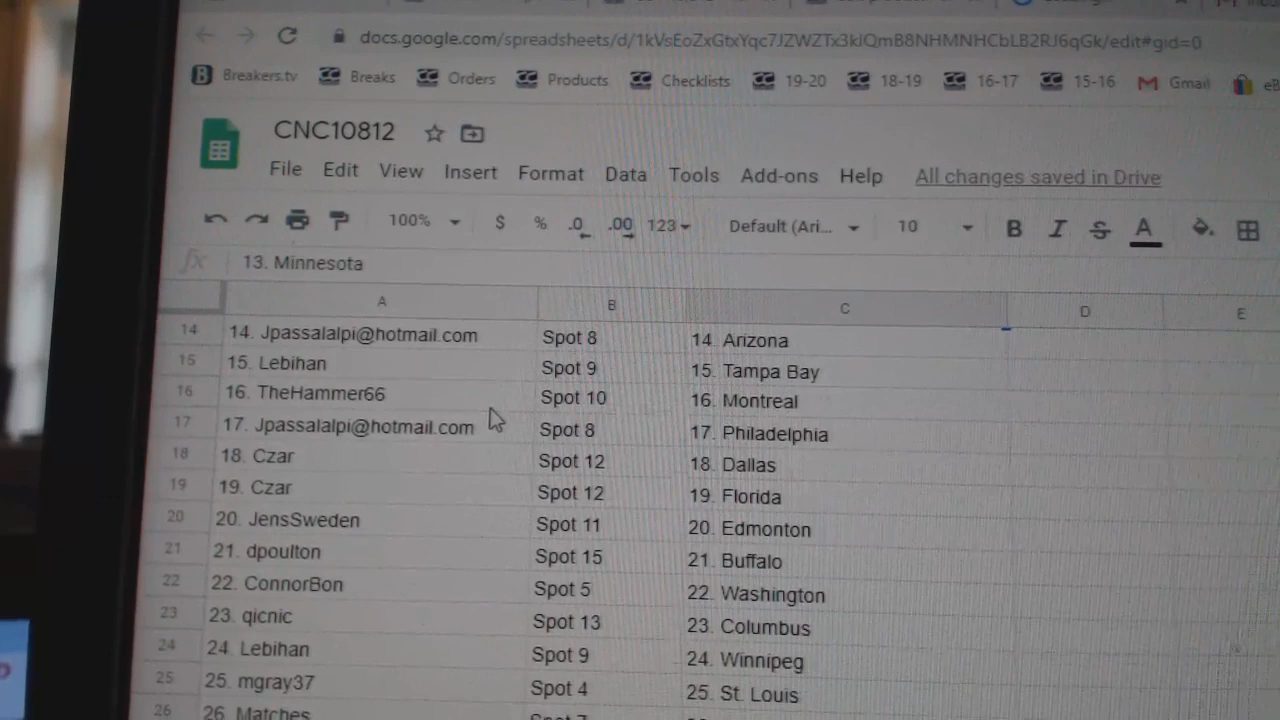 docs.google.com/spreadsheets/d/1kVsEoZxGtxYqc7JZWZTx3klQmB8NHMNHCbLB2RJ6qGk/edit#gid=0
Breakers.tv Breaks Orders Products Checklists 19-20 18-19 16-17 15-16 Gmail eB
CNC10812
File Edit View Insert Format Data Tools Add-ons Help All changes saved in Drive
100% $ % .0 .00 123 Default (Ari... 10 B I S A
fx 13. Minnesota
A B C D E
14 14. Jpassalalpi@hotmail.com Spot 8 14. Arizona
15 15. Lebihan Spot 9 15. Tampa Bay
16 16. TheHammer66 Spot 10 16. Montreal
17 17. Jpassalalpi@hotmail.com Spot 8 17. Philadelphia
18 18. Czar Spot 12 18. Dallas
19 19. Czar Spot 12 19. Florida
20 20. JensSweden Spot 11 20. Edmonton
21 21. dpoulton Spot 15 21. Buffalo
22 22. ConnorBon Spot 5 22. Washington
23 23. qicnic Spot 13 23. Columbus
24 24. Lebihan Spot 9 24. Winnipeg
25 25. mgray37 Spot 4 25. St. Louis
26 26. Matches